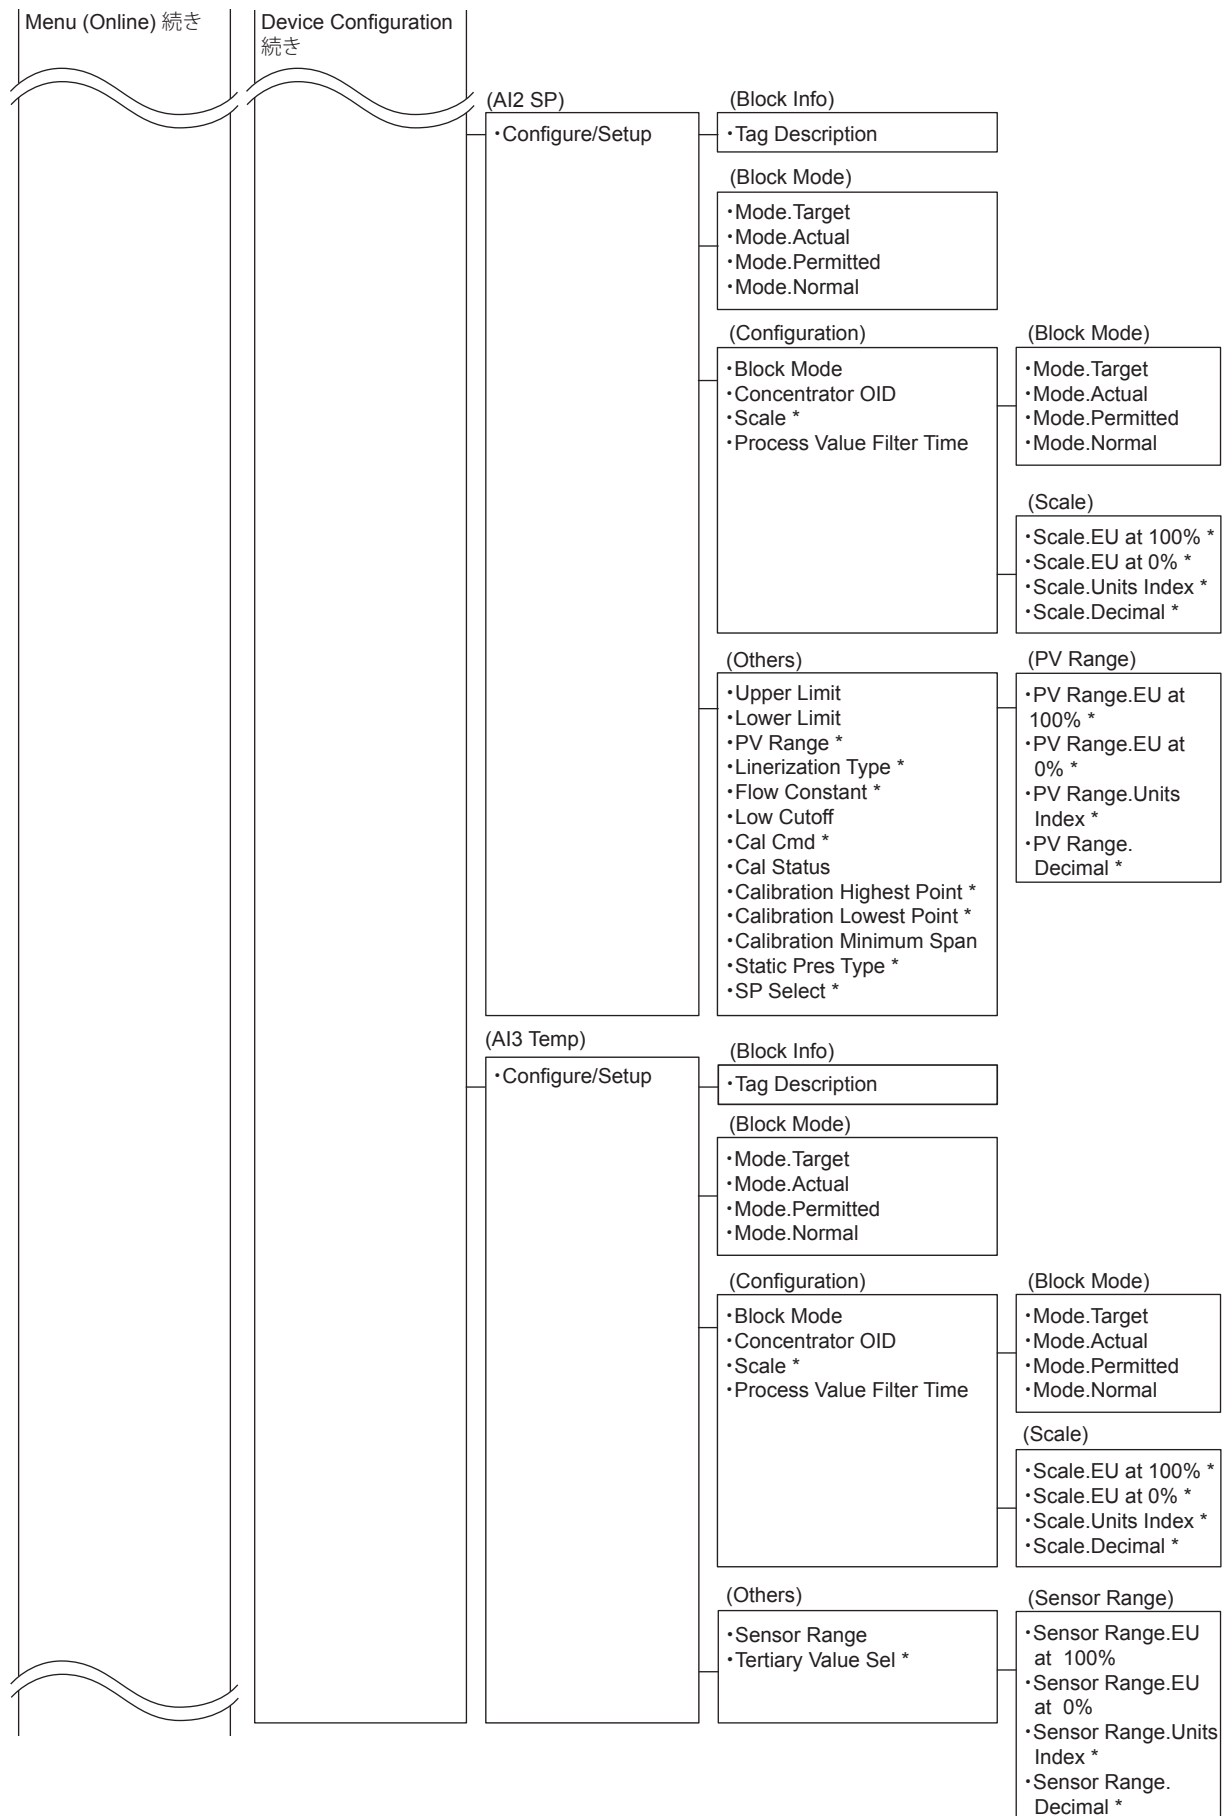 Menu (Online) 続き
Device Configuration
続き
(AI2 SP)
・Configure/Setup
(Block Info)
・Tag Description
(Block Mode)
・Mode.Target
・Mode.Actual
・Mode.Permitted
・Mode.Normal
(Configuration)
・Block Mode
・Concentrator OID
・Scale *
・Process Value Filter Time
(Block Mode)
・Mode.Target
・Mode.Actual
・Mode.Permitted
・Mode.Normal
(Scale)
・Scale.EU at 100% *
・Scale.EU at 0% *
・Scale.Units Index *
・Scale.Decimal *
(Others)
・Upper Limit
・Lower Limit
・PV Range *
・Linerization Type *
・Flow Constant *
・Low Cutoff
・Cal Cmd *
・Cal Status
・Calibration Highest Point *
・Calibration Lowest Point *
・Calibration Minimum Span
・Static Pres Type *
・SP Select *
(PV Range)
・PV Range.EU at
100% *
・PV Range.EU at
0% *
・PV Range.Units
Index *
・PV Range.
Decimal *
(AI3 Temp)
・Configure/Setup
(Block Info)
・Tag Description
(Block Mode)
・Mode.Target
・Mode.Actual
・Mode.Permitted
・Mode.Normal
(Configuration)
・Block Mode
・Concentrator OID
・Scale *
・Process Value Filter Time
(Block Mode)
・Mode.Target
・Mode.Actual
・Mode.Permitted
・Mode.Normal
(Scale)
・Scale.EU at 100% *
・Scale.EU at 0% *
・Scale.Units Index *
・Scale.Decimal *
(Others)
・Sensor Range
・Tertiary Value Sel *
(Sensor Range)
・Sensor Range.EU
at 100%
・Sensor Range.EU
at 0%
・Sensor Range.Units
Index *
・Sensor Range.
Decimal *